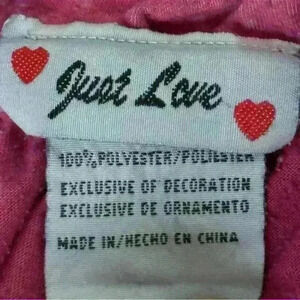 Just Love
100% POLYESTER/POLIESTER
EXCLUSIVE OF DECORATION
EXCLUSIVE DE ORNAMENTO
MADE IN/HECHO EN CHINA